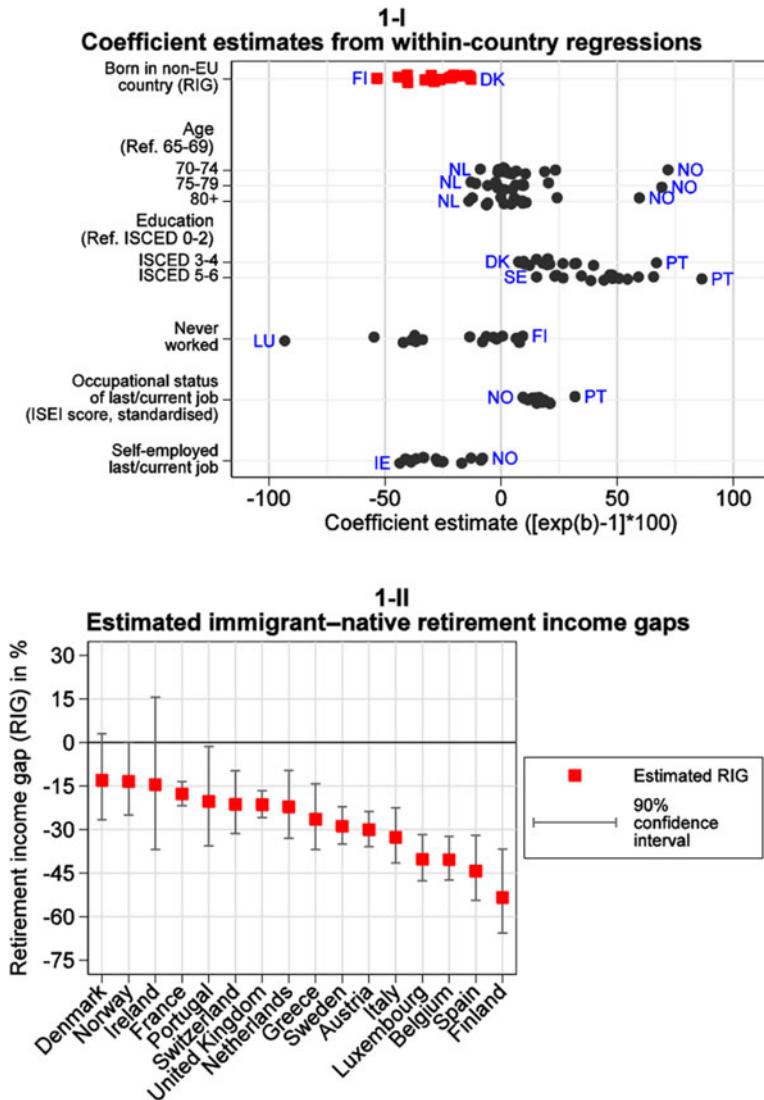 1-I
Coefficient estimates from within-country regressions
Born in non-EU
country (RIG)
FI DK
Age
(Ref. 65-69)
70-74
NL NO
75-79
NL NO
80+
NL NO
Education
(Ref. ISCED 0-2)
ISCED 3-4
DK PT
ISCED 5-6
SE PT
Never
worked
LU FI
Occupational status
of last/current job
(ISEI score, standardised)
NO PT
Self-employed
last/current job
IE NO
-100 -50 0 50 100
Coefficient estimate ([exp(b)-1]*100)
1-II
Estimated immigrant–native retirement income gaps
Retirement income gap (RIG) in %
30
15
0
-15
-30
-45
-60
-75
Denmark
Norway
Ireland
France
Portugal
Switzerland
United Kingdom
Netherlands
Greece
Sweden
Austria
Italy
Luxembourg
Belgium
Spain
Finland
Estimated RIG
90%
confidence
interval